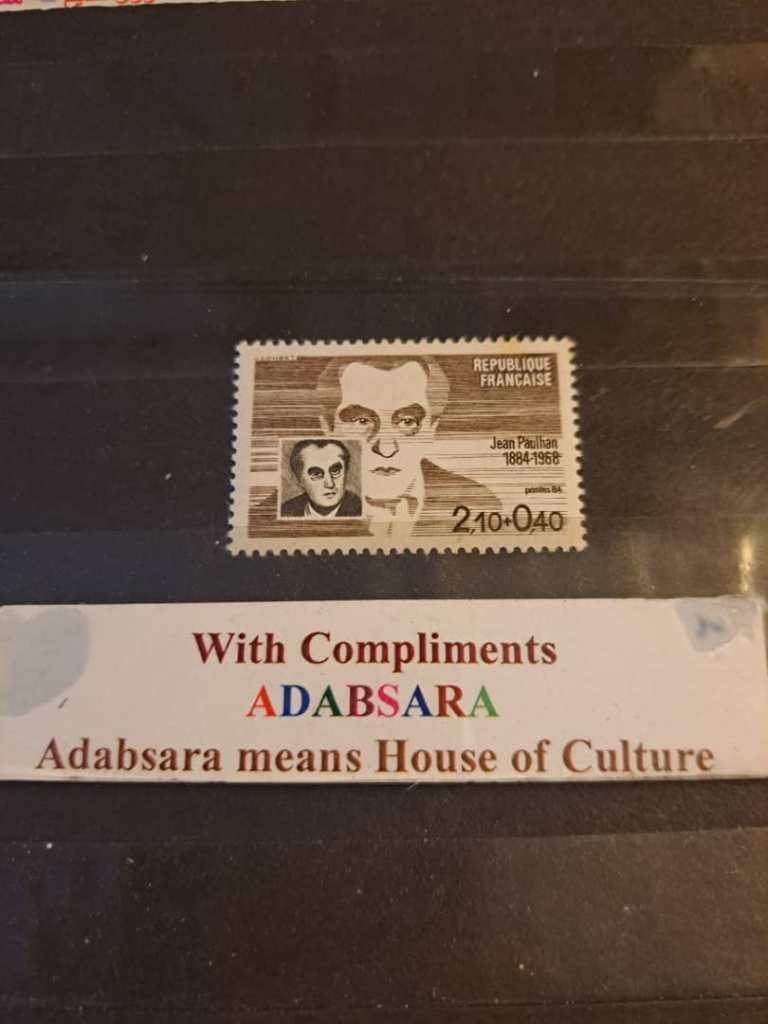 REPUBLIQUE
FRANÇAISE
Jean Paulhan
1884-1968
postes 84
2,10+0,40
With Compliments
ADABSARA
Adabsara means House of Culture